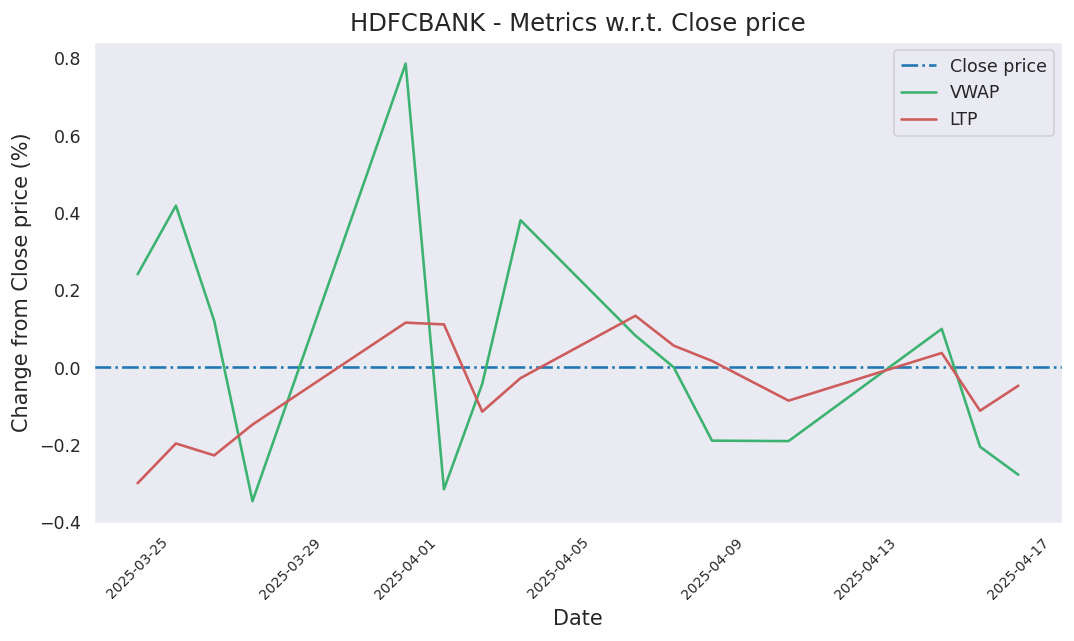 HDFCBANK - Metrics w.r.t. Close price
Close price
VWAP
LTP
Change from Close price (%)
0.8
0.6
0.4
0.2
0.0
−0.2
−0.4
2025-03-25
2025-03-29
2025-04-01
2025-04-05
2025-04-09
2025-04-13
2025-04-17
Date